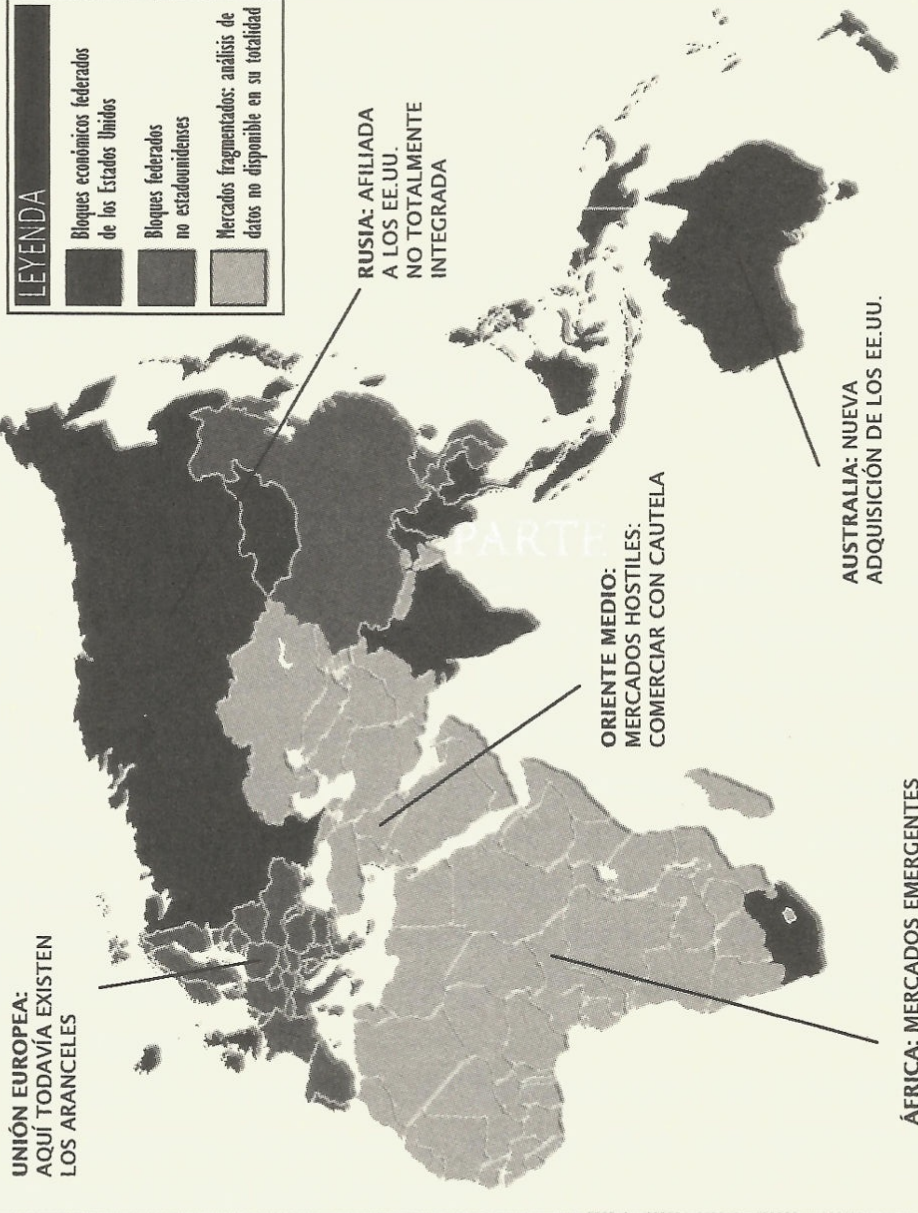 LEYENDA
Bloques económicos federados
de los Estados Unidos
Bloques federados
no estadounidenses
Mercados fragmentados: análisis de
datos no disponible en su totalidad
UNIÓN EUROPEA:
AQUÍ TODAVÍA EXISTEN
LOS ARANCELES
RUSIA: AFILIADA
A LOS EE.UU.
NO TOTALMENTE
INTEGRADA
PARTE
ORIENTE MEDIO:
MERCADOS HOSTILES:
COMERCIAR CON CAUTELA
AUSTRALIA: NUEVA
ADQUISICIÓN DE LOS EE.UU.
ÁFRICA: MERCADOS EMERGENTES